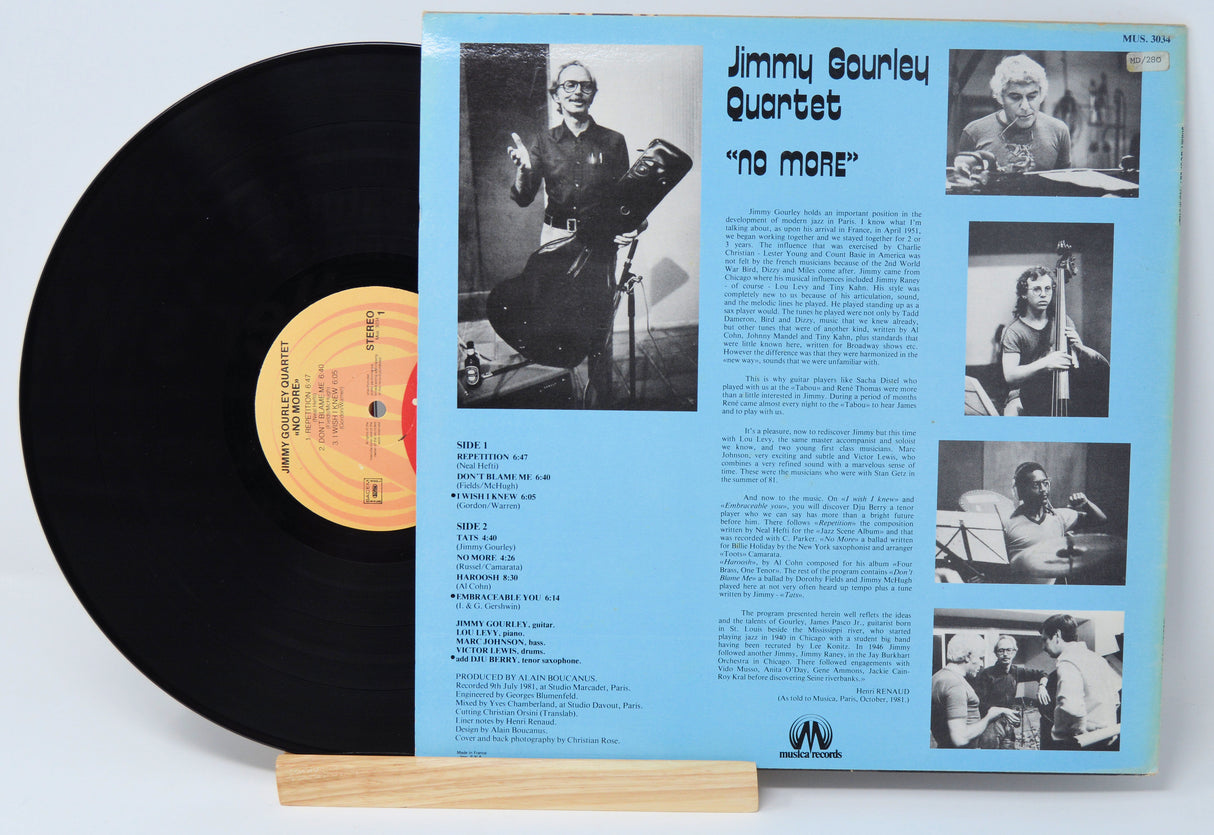 JIMMY GOURLEY QUARTET
«NO MORE»
1. REPETITION 6:47
2. DON'T BLAME ME 6:40
3. I WISH I KNEW 6:05
(Gordon/Warren)
STEREO
1
SACEM
MUS. 3034
MD/280
Jimmy Gourley
Quartet
“NO MORE”
SIDE 1
REPETITION 6:47
(Neal Hefti)
DON'T BLAME ME 6:40
(Fields/McHugh)
•I WISH I KNEW 6:05
(Gordon/Warren)
SIDE 2
TATS 4:40
(Jimmy Gourley)
NO MORE 4:26
(Russel/Camarata)
HAROOSH 8:30
(Al Cohn)
•EMBRACEABLE YOU 6:14
(I. & G. Gershwin)
JIMMY GOURLEY, guitar.
LOU LEVY, piano.
MARC JOHNSON, bass.
VICTOR LEWIS, drums.
•add DJU BERRY, tenor saxophone.
PRODUCED BY ALAIN BOUCANUS.
Recorded 9th July 1981, at Studio Marcadet, Paris.
Engineered by Georges Blumenfeld.
Mixed by Yves Chamberland, at Studio Davout, Paris.
Cutting Christian Orsini (Translab).
Liner notes by Henri Renaud.
Design by Alain Boucanus.
Cover and back photography by Christian Rose.
Made in France
Jimmy Gourley holds an important position in the
development of modern jazz in Paris. I know what I'm
talking about, as upon his arrival in France, in April 1951,
we began working together and we stayed together for 2 or
3 years. The influence that was exercised by Charlie
Christian - Lester Young and Count Basie in America was
not felt by the french musicians because of the 2nd World
War Bird, Dizzy and Miles come after. Jimmy came from
Chicago where his musical influences included Jimmy Raney
- of course - Lou Levy and Tiny Kahn. His style was
completely new to us because of his articulation, sound,
and the melodic lines he played. He played standing up as a
sax player would. The tunes he played were not only by Tadd
Dameron, Bird and Dizzy, music that we knew already,
but other tunes that were of another kind, written by Al
Cohn, Johnny Mandel and Tiny Kahn, plus standards that
were little known here, written for Broadway shows etc.
However the difference was that they were harmonized in the
«new way», sounds that we were unfamiliar with.
This is why guitar players like Sacha Distel who
played with us at the «Tabou» and René Thomas were more
than a little interested in Jimmy. During a period of months
René came almost every night to the «Tabou» to hear James
and to play with us.
It's a pleasure, now to rediscover Jimmy but this time
with Lou Levy, the same master accompanist and soloist
we know, and two young first class musicians. Marc
Johnson, very exciting and subtle and Victor Lewis, who
combines a very refined sound with a marvelous sense of
time. These were the musicians who were with Stan Getz in
the summer of 81.
And now to the music. On «I wish I knew» and
«Embraceable you», you will discover Dju Berry a tenor
player who we can say has more than a bright future
before him. There follows «Repetition» the composition
written by Neal Hefti for the «Jazz Scene Album» and that
was recorded with C. Parker. «No More» a ballad written
for Billie Holiday by the New York saxophonist and arranger
«Toots» Camarata.
«Haroosh», by Al Cohn composed for his album «Four
Brass, One Tenor». The rest of the program contains «Don't
Blame Me» a ballad by Dorothy Fields and Jimmy McHugh
played here at not very often heard up tempo plus a tune
written by Jimmy - «Tats».
The program presented herein well reflets the ideas
and the talents of Gourley, James Pasco Jr., guitarist born
in St. Louis beside the Mississippi river, who started
playing jazz in 1940 in Chicago with a student big band
having been recruted by Lee Konitz. In 1946 Jimmy
followed another Jimmy, Jimmy Raney, in the Jay Burkhart
Orchestra in Chicago. There followed engagements with
Vido Musso, Anita O'Day, Gene Ammons, Jackie Cain-
Roy Kral before discovering Seine riverbanks.»
Henri RENAUD
(As told to Musica, Paris, October, 1981.)
musica records